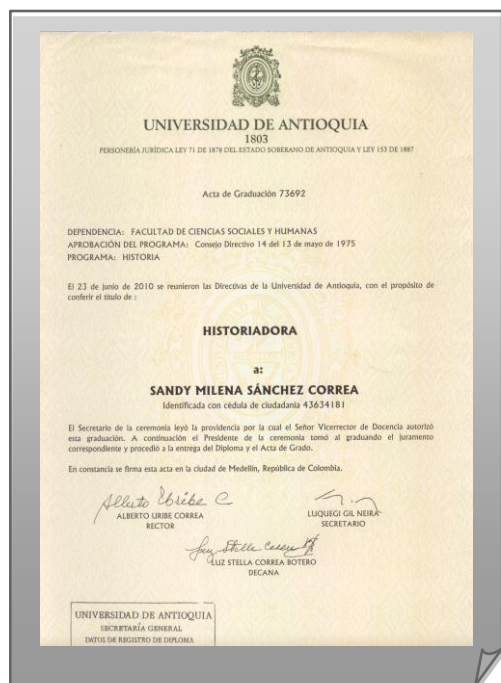 UNIVERSIDAD DE ANTIOQUIA
1803
PERSONERÍA JURÍDICA LEY 71 DE 1878 DEL ESTADO SOBERANO DE ANTIOQUIA Y LEY 153 DE 1887
Acta de Graduación 73692
DEPENDENCIA: FACULTAD DE CIENCIAS SOCIALES Y HUMANAS
APROBACIÓN DEL PROGRAMA: Consejo Directivo 14 del 13 de mayo de 1975
PROGRAMA: HISTORIA
El 23 de junio de 2010 se reunieron las Directivas de la Universidad de Antioquia, con el propósito de
conferir el título de :
HISTORIADORA
a:
SANDY MILENA SÁNCHEZ CORREA
Identificada con cédula de ciudadanía 43634181
El Secretario de la ceremonia leyó la providencia por la cual el Señor Vicerrector de Docencia autorizó
esta graduación. A continuación el Presidente de la ceremonia tomó al graduando el juramento
correspondiente y procedió a la entrega del Diploma y el Acta de Grado.
En constancia se firma esta acta en la ciudad de Medellín, República de Colombia.
Alberto Uribe C
ALBERTO URIBE CORREA
RECTOR
LUQUEGI GIL NEIRA
SECRETARIO
Luz Stella Correa B
LUZ STELLA CORREA BOTERO
DECANA
UNIVERSIDAD DE ANTIOQUIA
SECRETARÍA GENERAL
DATOS DE REGISTRO DE DIPLOMA